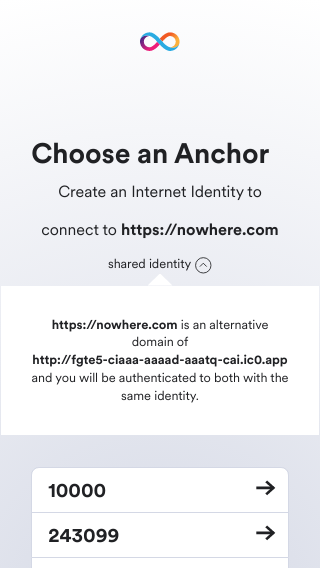 Choose an Anchor
Create an Internet Identity to
connect to https://nowhere.com
shared identity
https://nowhere.com is an alternative
domain of
http://fgte5-ciaaa-aaaad-aaatq-cai.ic0.app
and you will be authenticated to both with the
same identity.
10000
243099